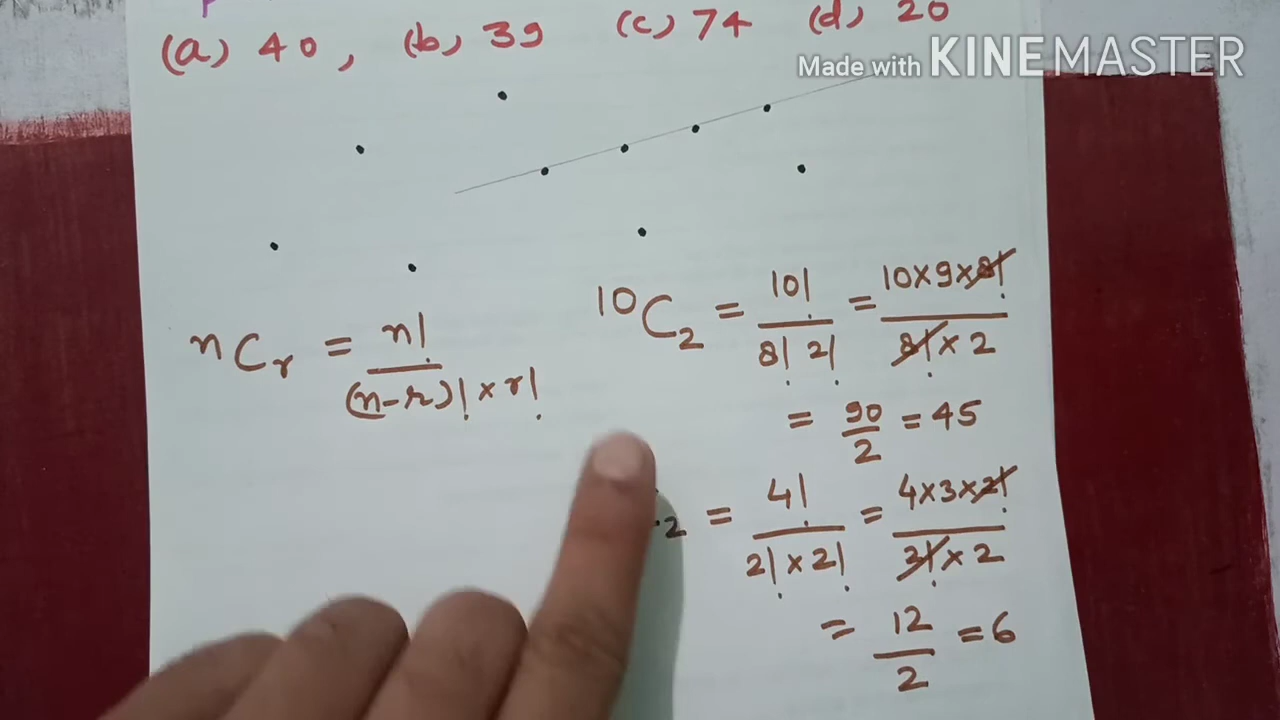 (a) 40, (b) 39 (c) 74 (d) 20
Made with KINEMASTER
nCr = n! / (n-r)! × r!
10C2 = 10! / 8! 2! = 10×9×8! / 8! × 2
= 90/2 = 45
2 = 4! / 2! × 2! = 4×3×2! / 2! × 2
= 12/2 = 6